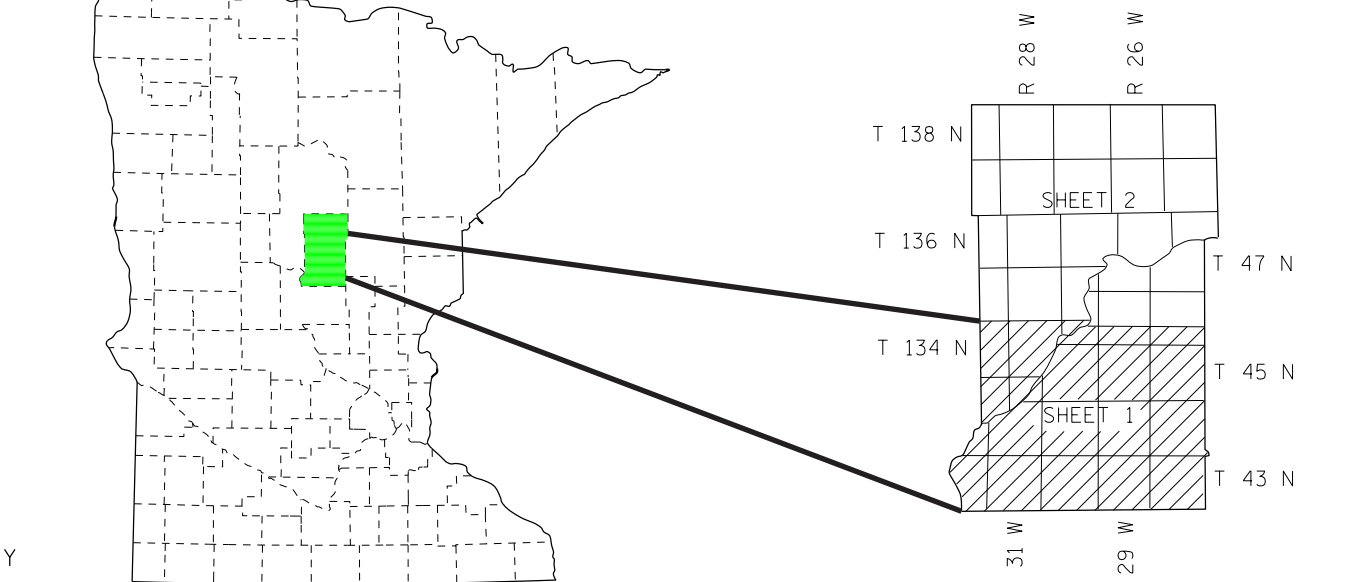 R 28 W
R 26 W
T 138 N
SHEET 2
T 136 N
T 47 N
T 134 N
T 45 N
SHEET 1
T 43 N
31 W
29 W
Y